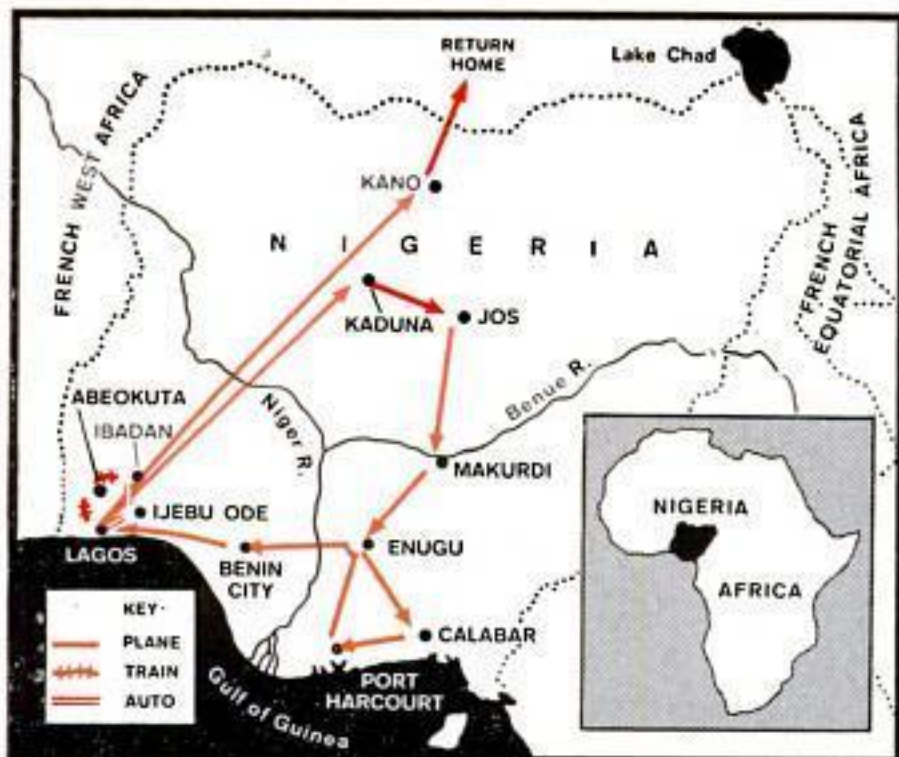 RETURN
HOME
Lake Chad
FRENCH WEST AFRICA
KANO
NIGERIA
FRENCH
EQUATORIAL AFRICA
KADUNA
JOS
ABEOKUTA
IBADAN
Niger R.
Benue R.
MAKURDI
IJEBU ODE
LAGOS
BENIN
CITY
ENUGU
NIGERIA
AFRICA
KEY
PLANE
TRAIN
AUTO
CALABAR
PORT
HARCOURT
Gulf of Guinea